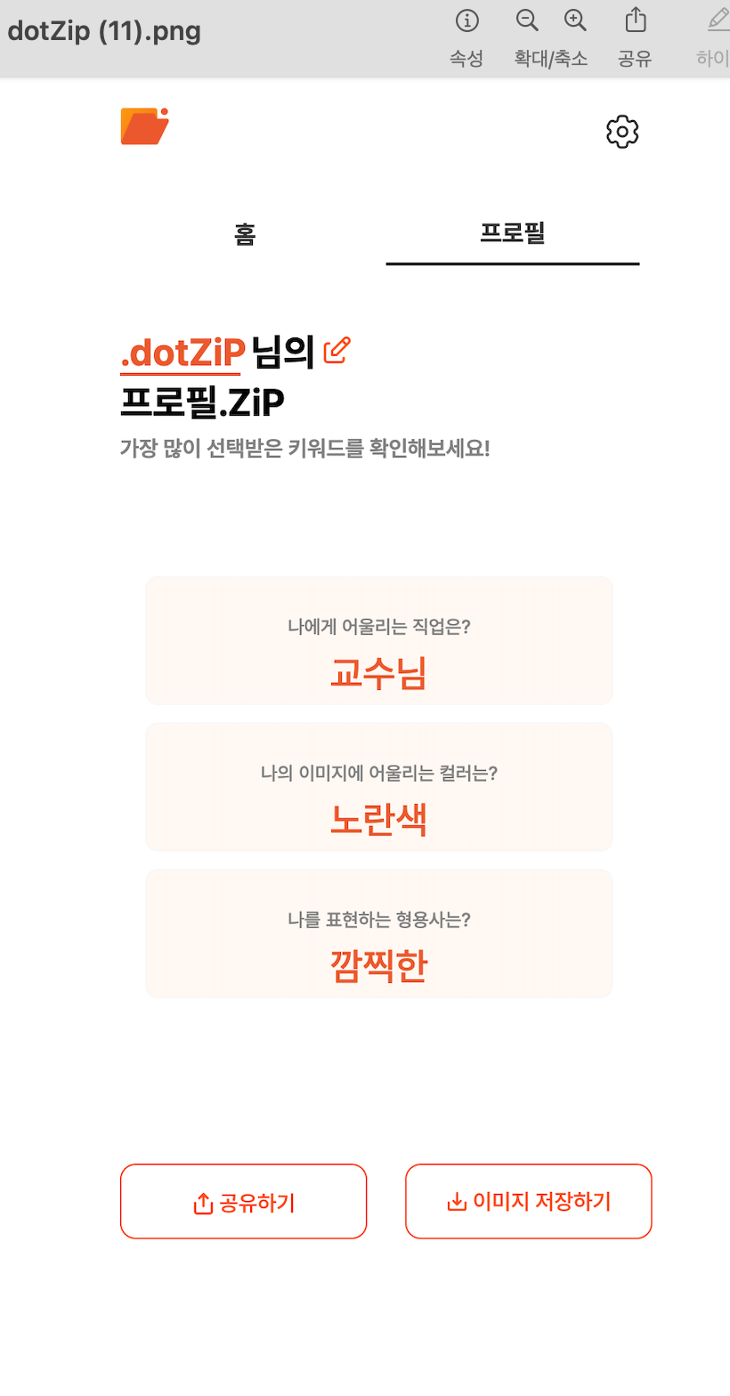 dotZip (11).png
속성
확대/축소
공유
하이
홈
프로필
.dotZiP 님의
프로필.ZiP
가장 많이 선택받은 키워드를 확인해보세요!
나에게 어울리는 직업은?
교수님
나의 이미지에 어울리는 컬러는?
노란색
나를 표현하는 형용사는?
깜찍한
공유하기
이미지 저장하기